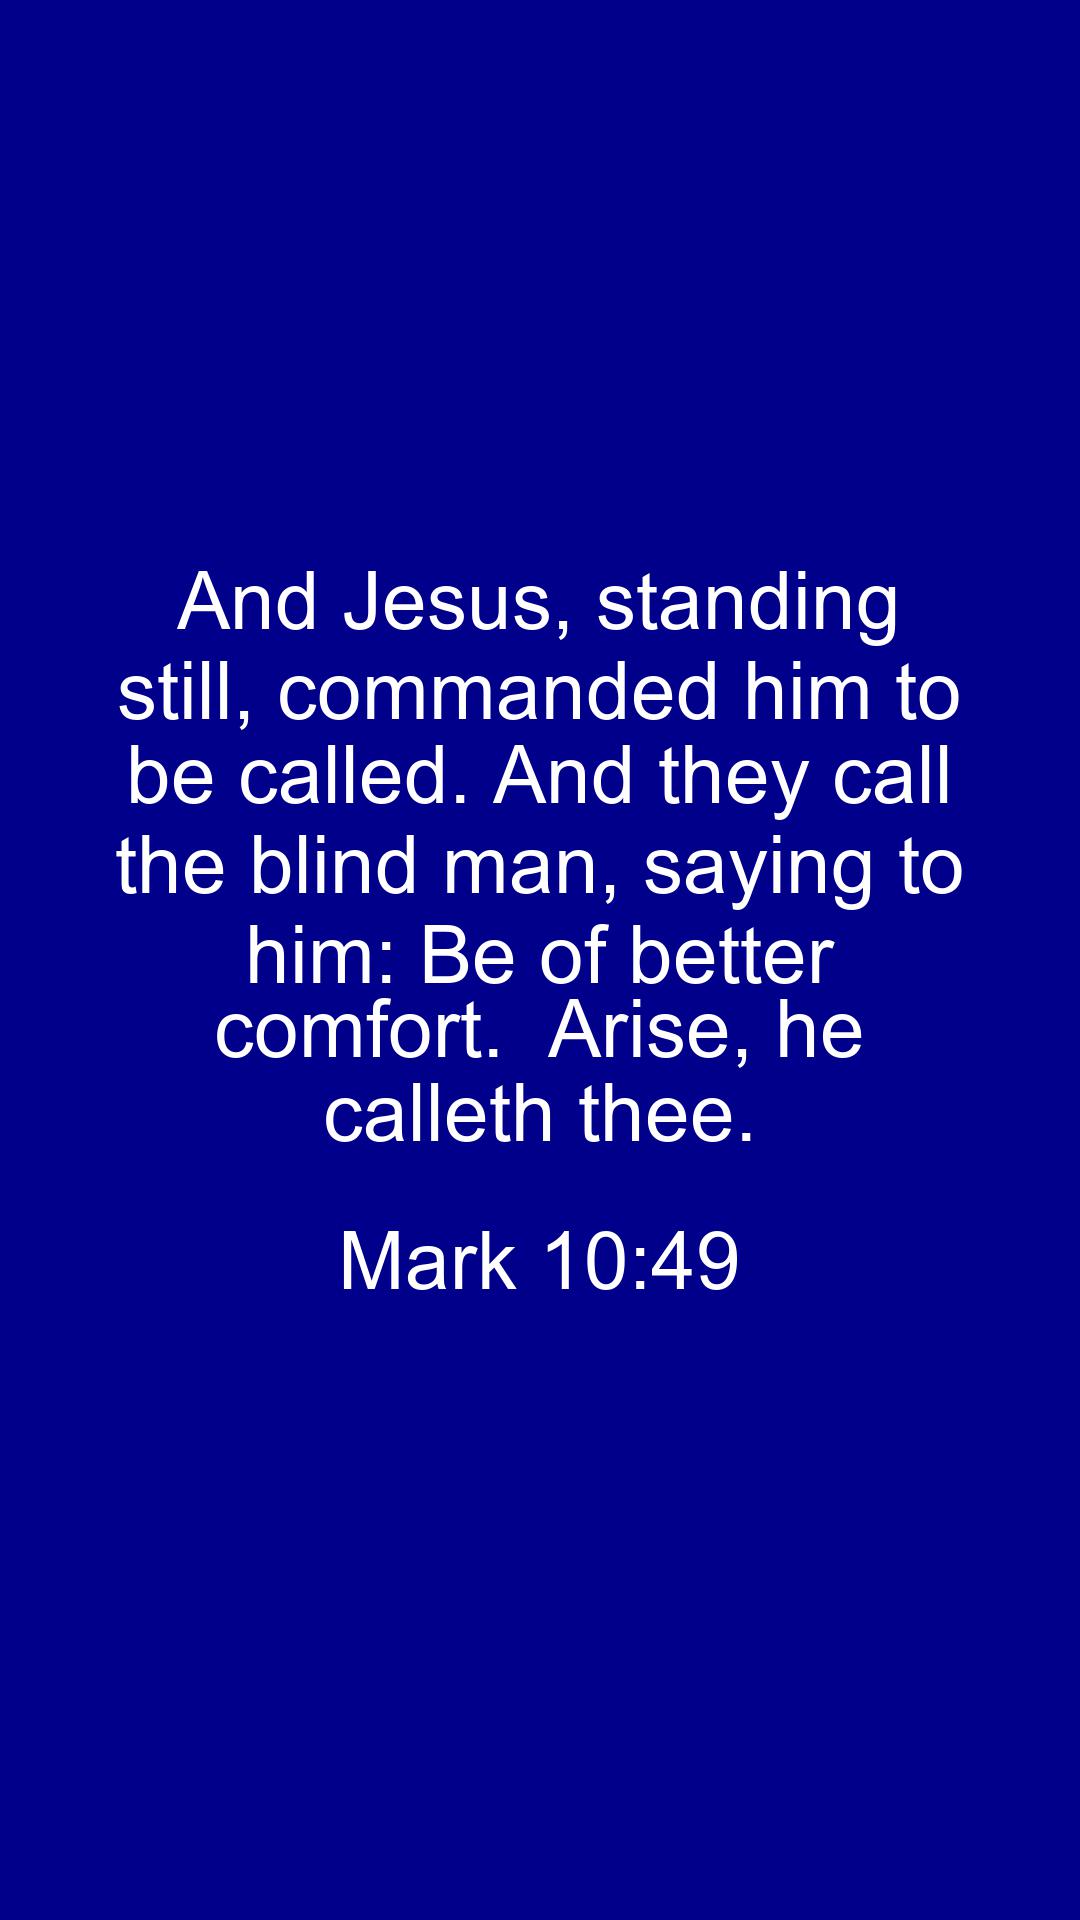 And Jesus, standing
still, commanded him to
be called. And they call
the blind man, saying to
him: Be of better
comfort.  Arise, he
calleth thee.
Mark 10:49